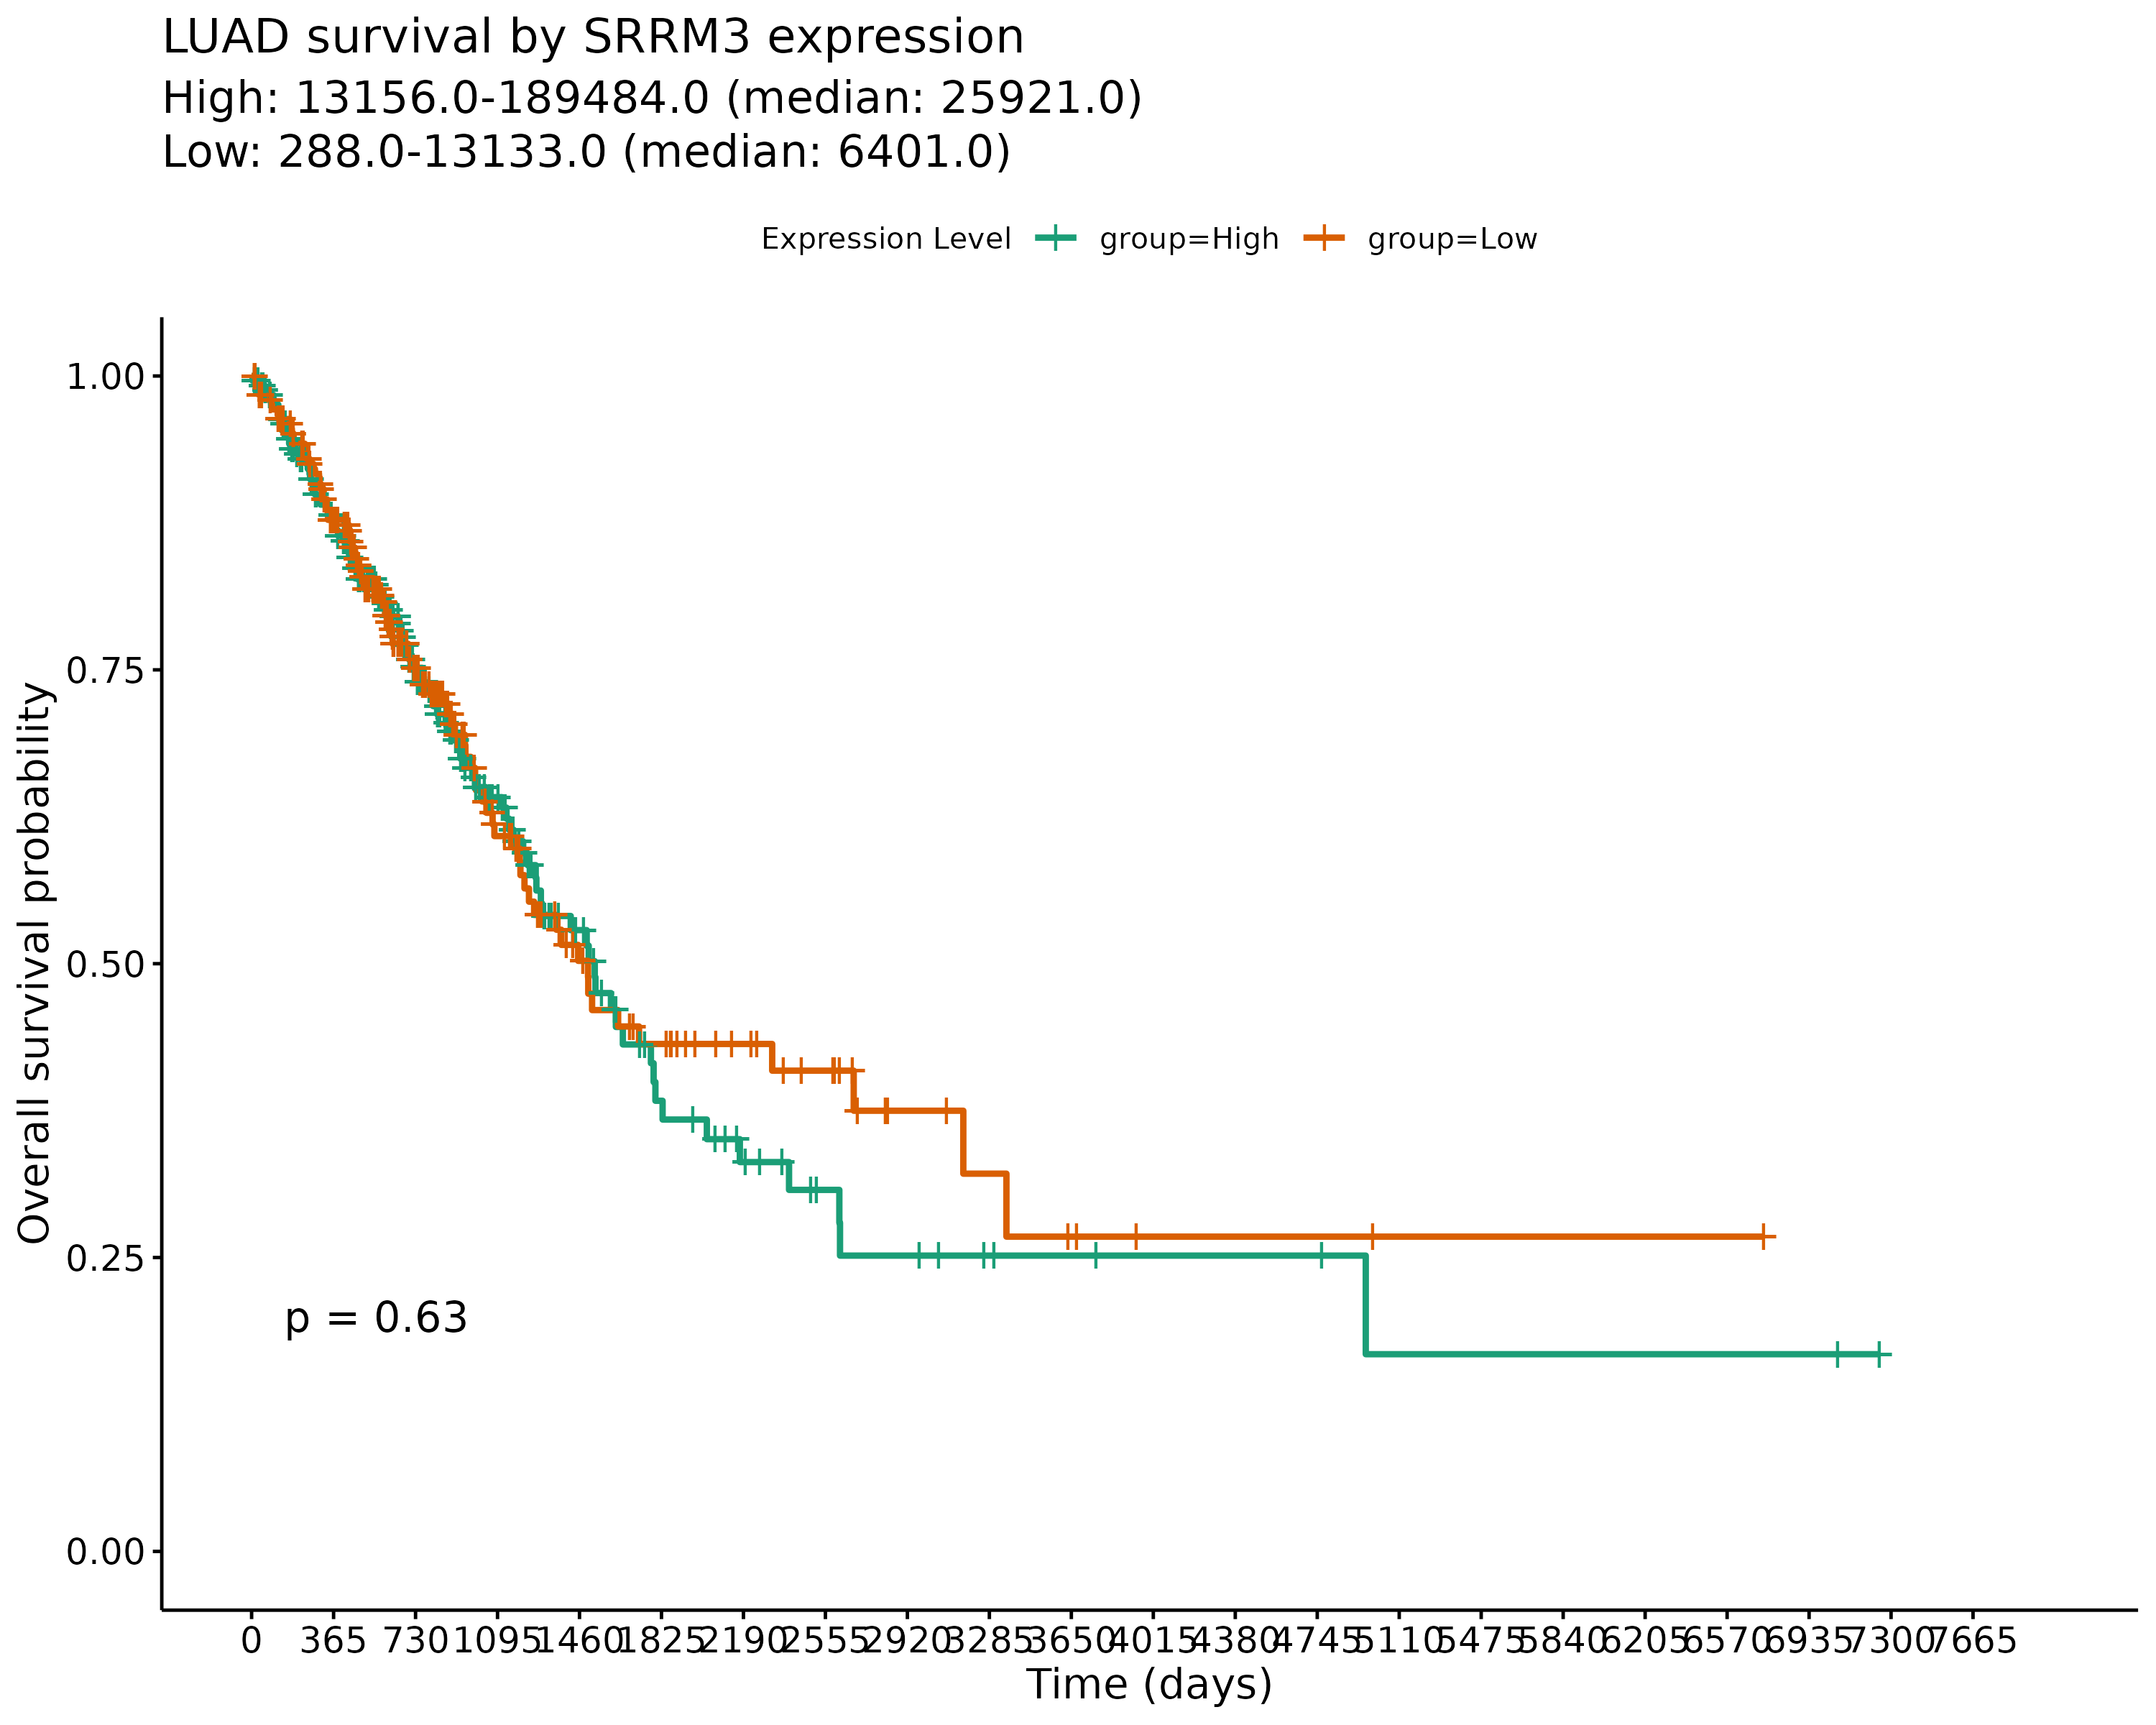 LUAD survival by SRRM3 expression
High: 13156.0-189484.0 (median: 25921.0)
Low: 288.0-13133.0 (median: 6401.0)
Expression Level group=High group=Low
1.00
0.75
0.50
0.25
0.00
Overall survival probability
p = 0.63
0 365 730 1095 1460 1825 2190 2555 2920 3285 3650 4015 4380 4745 5110 5475 5840 6205 6570 6935 7300 7665
Time (days)